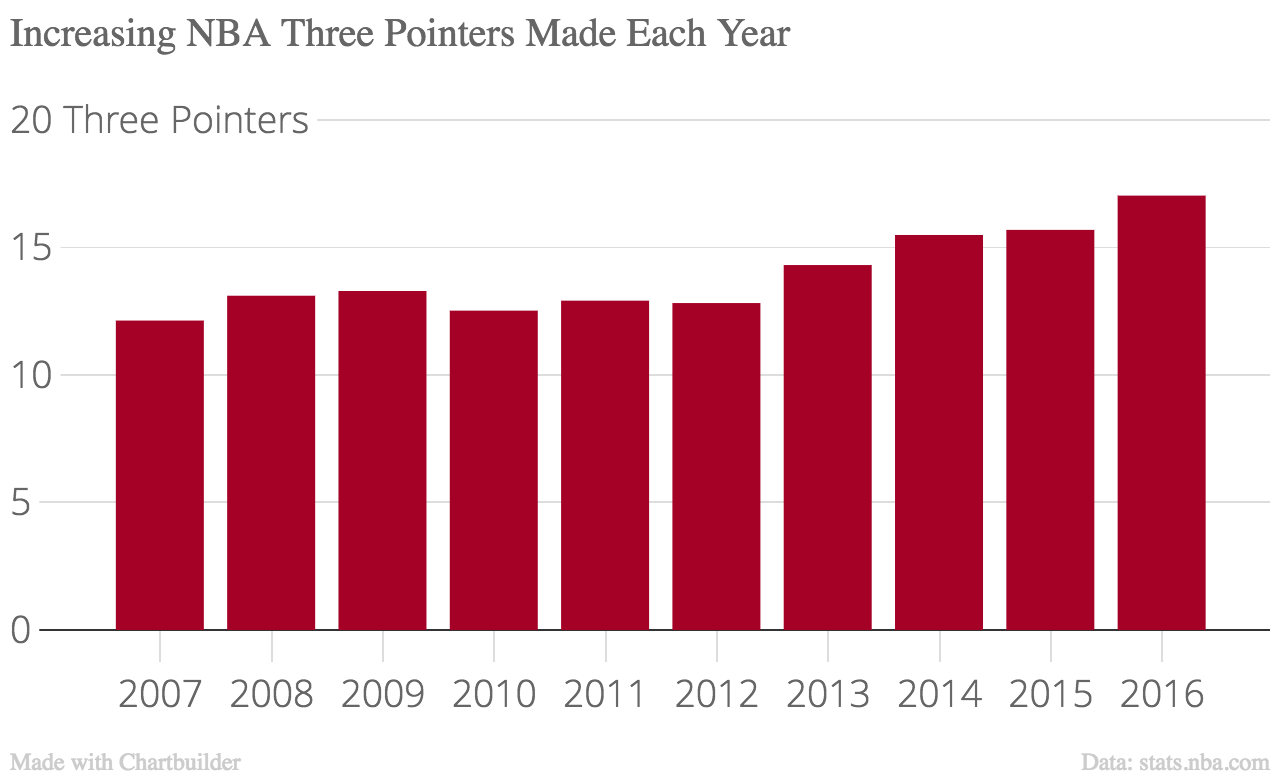 Increasing NBA Three Pointers Made Each Year
20 Three Pointers
15
10
5
0
2007 2008 2009 2010 2011 2012 2013 2014 2015 2016
Made with Chartbuilder
Data: stats.nba.com